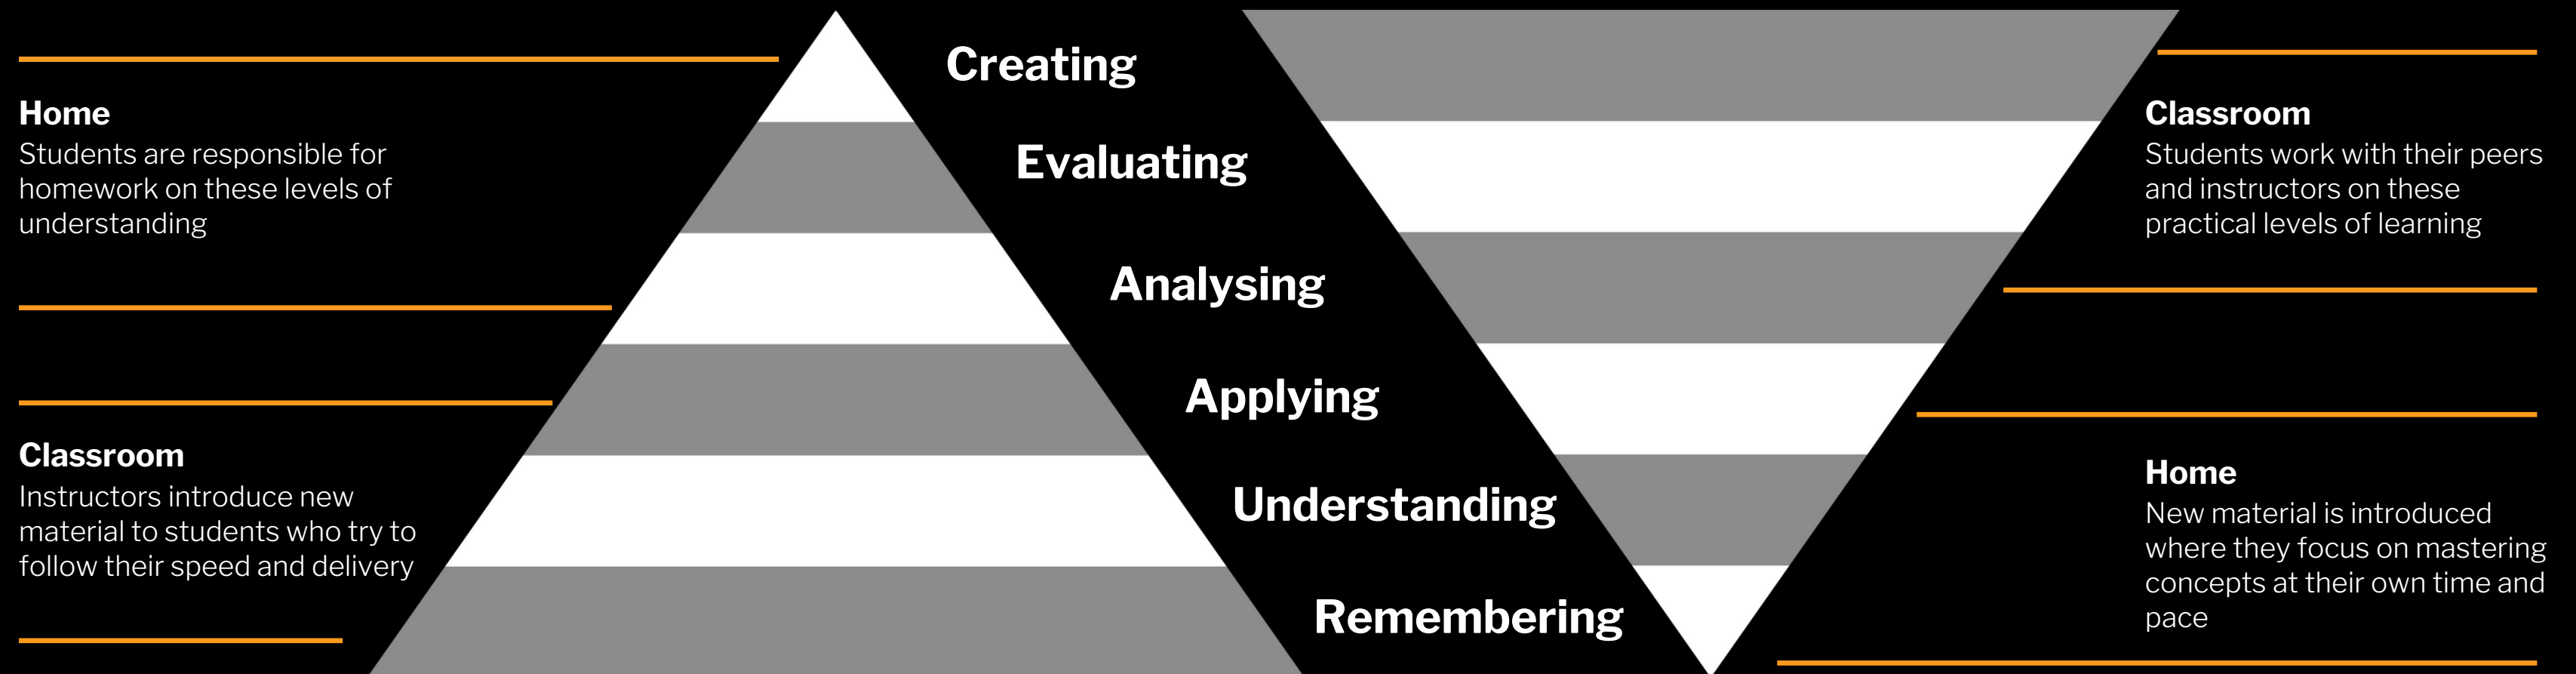 Home
Students are responsible for
homework on these levels of
understanding
Classroom
Instructors introduce new
material to students who try to
follow their speed and delivery
Creating
Evaluating
Analysing
Applying
Understanding
Remembering
Classroom
Students work with their peers
and instructors on these
practical levels of learning
Home
New material is introduced
where they focus on mastering
concepts at their own time and
pace